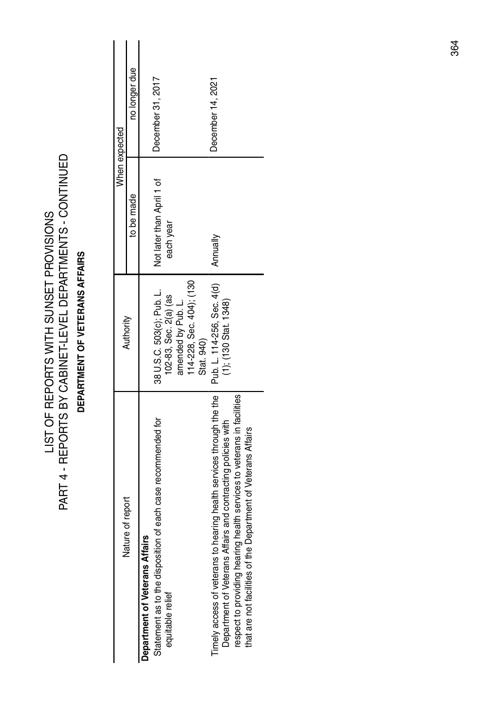 LIST OF REPORTS WITH SUNSET PROVISIONS
PART 4 - REPORTS BY CABINET-LEVEL DEPARTMENTS - CONTINUED
DEPARTMENT OF VETERANS AFFAIRS
Nature of report
Authority
When expected
to be made
no longer due
Department of Veterans Affairs
Statement as to the disposition of each case recommended for
equitable relief
38 U.S.C. 503(c); Pub. L.
102-83, Sec. 2(a) (as
amended by Pub. L.
114-228, Sec. 404); (130
Stat. 940)
Not later than April 1 of
each year
December 31, 2017
Timely access of veterans to hearing health services through the the
Department of Veterans Affairs and contracting policies with
respect to providing hearing health services to veterans in facilities
that are not facilities of the Department of Veterans Affairs
Pub. L. 114-256, Sec. 4(d)
(1); (130 Stat. 1348)
Annually
December 14, 2021
364